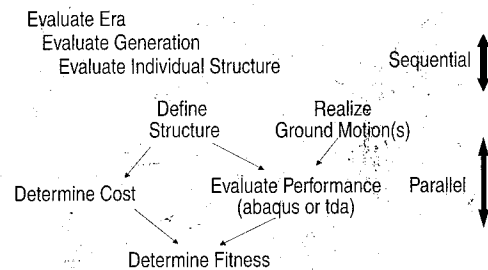 Evaluate Era
Evaluate Generation
Evaluate Individual Structure
Sequential
Define
Structure
Realize
Ground Motion(s)
Determine Cost
Evaluate Performance
(abaqus or tda)
Parallel
Determine Fitness